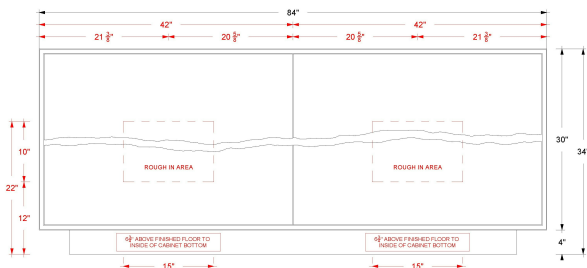 84"
42" 42"
21 3/8" 20 5/8" 20 5/8" 21 3/8"
10"
22"
12"
ROUGH IN AREA ROUGH IN AREA
30"
34"
4"
ABOVE FINISHED FLOOR TO
INSIDE OF CABINET BOTTOM
ABOVE FINISHED FLOOR TO
INSIDE OF CABINET BOTTOM
15" 15"